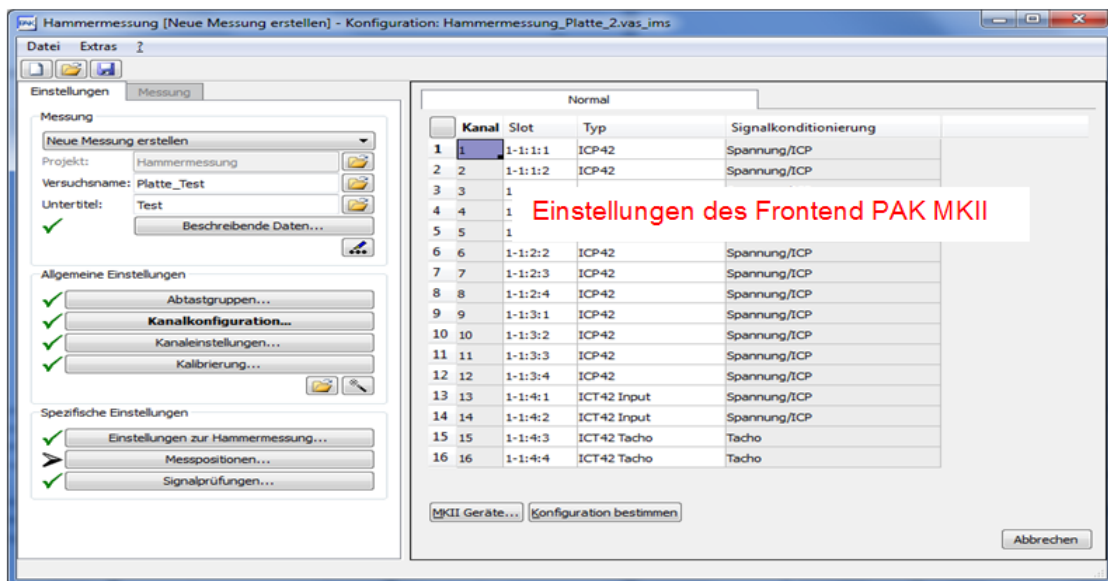 Hammermessung [Neue Messung erstellen] - Konfiguration: Hammermessung_Platte_2.vas_ims
Datei Extras ?
Einstellungen Messung
Messung
Neue Messung erstellen
Projekt: Hammermessung
Versuchsname: Platte_Test
Untertitel: Test
Beschreibende Daten...
Allgemeine Einstellungen
Abtastgruppen...
Kanalkonfiguration...
Kanaleinstellungen...
Kalibrierung...
Spezifische Einstellungen
Einstellungen zur Hammermessung...
Messpositionen...
Signalprüfungen...
Normal
Kanal Slot Typ Signalkonditionierung
1 1 1-1:1:1 ICP42 Spannung/ICP
2 2 1-1:1:2 ICP42 Spannung/ICP
3 3 1
4 4 1
5 5 1
Einstellungen des Frontend PAK MKII
6 6 1-1:2:2 ICP42 Spannung/ICP
7 7 1-1:2:3 ICP42 Spannung/ICP
8 8 1-1:2:4 ICP42 Spannung/ICP
9 9 1-1:3:1 ICP42 Spannung/ICP
10 10 1-1:3:2 ICP42 Spannung/ICP
11 11 1-1:3:3 ICP42 Spannung/ICP
12 12 1-1:3:4 ICP42 Spannung/ICP
13 13 1-1:4:1 ICT42 Input Spannung/ICP
14 14 1-1:4:2 ICT42 Input Spannung/ICP
15 15 1-1:4:3 ICT42 Tacho Tacho
16 16 1-1:4:4 ICT42 Tacho Tacho
MKII Geräte... Konfiguration bestimmen
Abbrechen